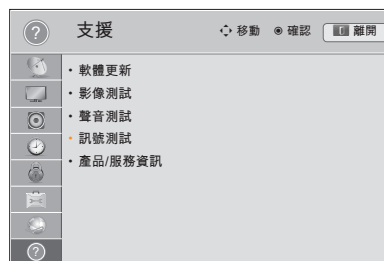 支援
移動 確認 離開
• 軟體更新
• 影像測試
• 聲音測試
• 訊號測試
• 產品/服務資訊